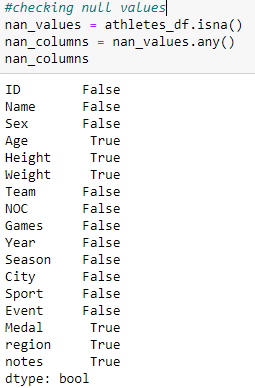 #checking null values
nan_values = athletes_df.isna()
nan_columns = nan_values.any()
nan_columns
ID False
Name False
Sex False
Age True
Height True
Weight True
Team False
NOC False
Games False
Year False
Season False
City False
Sport False
Event False
Medal True
region True
notes True
dtype: bool